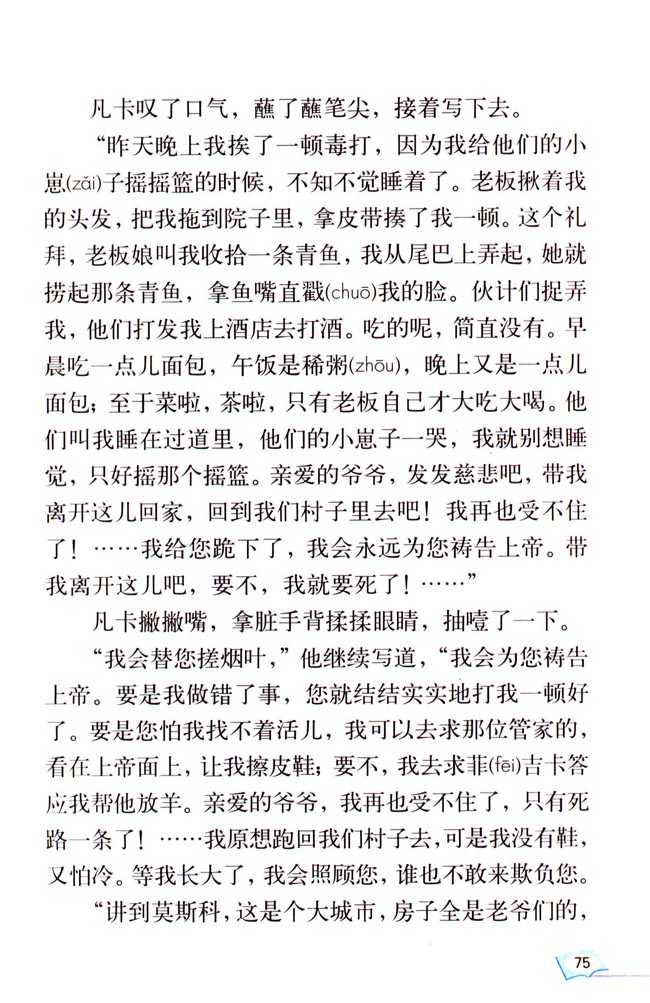 凡卡叹了口气，蘸了蘸笔尖，接着写下去。
“昨天晚上我挨了一顿毒打，因为我给他们的小
崽(zǎi)子摇摇篮的时候，不知不觉睡着了。老板揪着我
的头发，把我拖到院子里，拿皮带揍了我一顿。这个礼
拜，老板娘叫我收拾一条青鱼，我从尾巴上弄起，她就
捞起那条青鱼，拿鱼嘴直戳(chuō)我的脸。伙计们捉弄
我，他们打发我上酒店去打酒。吃的呢，简直没有。早
晨吃一点儿面包，午饭是稀粥(zhōu)，晚上又是一点儿
面包；至于菜啦，茶啦，只有老板自己才大吃大喝。他
们叫我睡在过道里，他们的小崽子一哭，我就别想睡
觉，只好摇那个摇篮。亲爱的爷爷，发发慈悲吧，带我
离开这儿回家，回到我们村子里去吧！我再也受不住
了！……我给您跪下了，我会永远为您祷告上帝。带
我离开这儿吧，要不，我就要死了！……”
凡卡撇撇嘴，拿脏手背揉揉眼睛，抽噎了一下。
“我会替您搓烟叶，”他继续写道，“我会为您祷告
上帝。要是我做错了事，您就结结实实地打我一顿好
了。要是您怕我找不着活儿，我可以去求那位管家的，
看在上帝面上，让我擦皮鞋；要不，我去求菲(fēi)吉卡答
应我帮他放羊。亲爱的爷爷，我再也受不住了，只有死
路一条了！……我原想跑回我们村子去，可是我没有鞋，
又怕冷。等我长大了，我会照顾您，谁也不敢来欺负您。
“讲到莫斯科，这是个大城市，房子全是老爷们的，
75